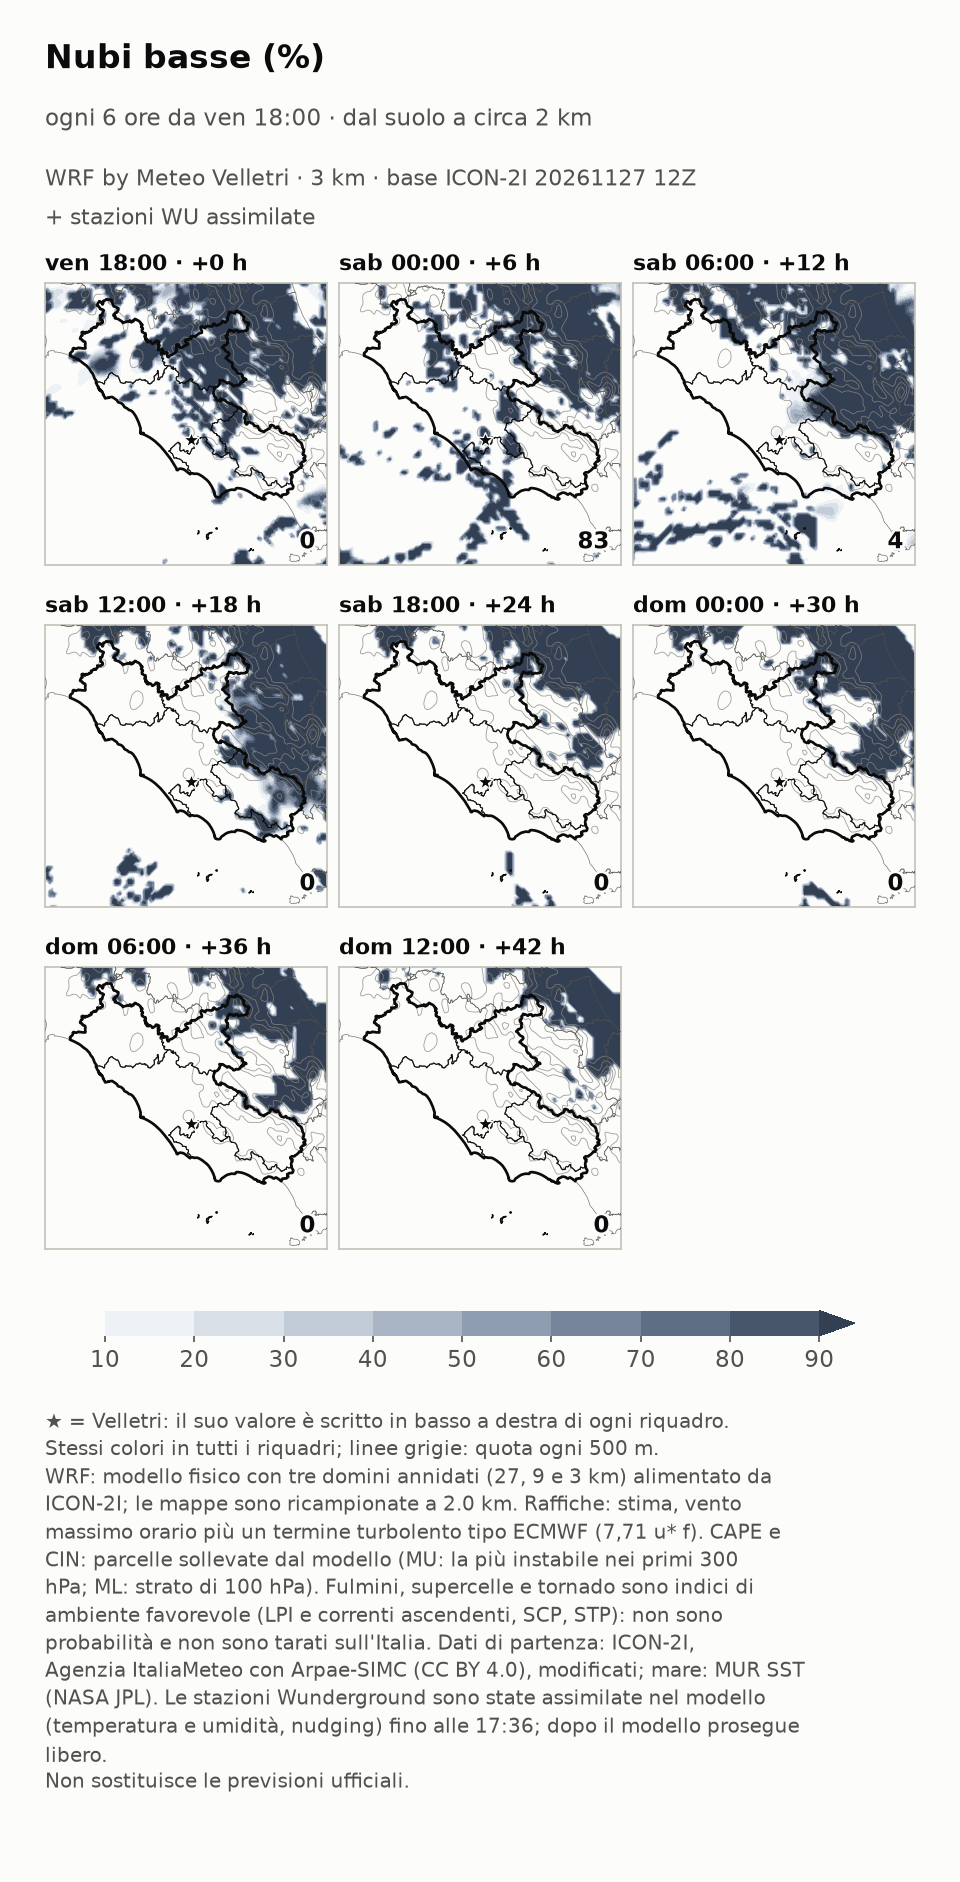 Nubi basse (%)
ogni 6 ore da ven 18:00 · dal suolo a circa 2 km
WRF by Meteo Velletri · 3 km · base ICON-2I 20261127 12Z
+ stazioni WU assimilate
ven 18:00 · +0 h
0
sab 00:00 · +6 h
83
sab 06:00 · +12 h
4
sab 12:00 · +18 h
0
sab 18:00 · +24 h
0
dom 00:00 · +30 h
0
dom 06:00 · +36 h
0
dom 12:00 · +42 h
0
10 20 30 40 50 60 70 80 90
★ = Velletri: il suo valore è scritto in basso a destra di ogni riquadro.
Stessi colori in tutti i riquadri; linee grigie: quota ogni 500 m.
WRF: modello fisico con tre domini annidati (27, 9 e 3 km) alimentato da
ICON-2I; le mappe sono ricampionate a 2.0 km. Raffiche: stima, vento
massimo orario più un termine turbolento tipo ECMWF (7,71 u* f). CAPE e
CIN: parcelle sollevate dal modello (MU: la più instabile nei primi 300
hPa; ML: strato di 100 hPa). Fulmini, supercelle e tornado sono indici di
ambiente favorevole (LPI e correnti ascendenti, SCP, STP): non sono
probabilità e non sono tarati sull'Italia. Dati di partenza: ICON-2I,
Agenzia ItaliaMeteo con Arpae-SIMC (CC BY 4.0), modificati; mare: MUR SST
(NASA JPL). Le stazioni Wunderground sono state assimilate nel modello
(temperatura e umidità, nudging) fino alle 17:36; dopo il modello prosegue
libero.
Non sostituisce le previsioni ufficiali.